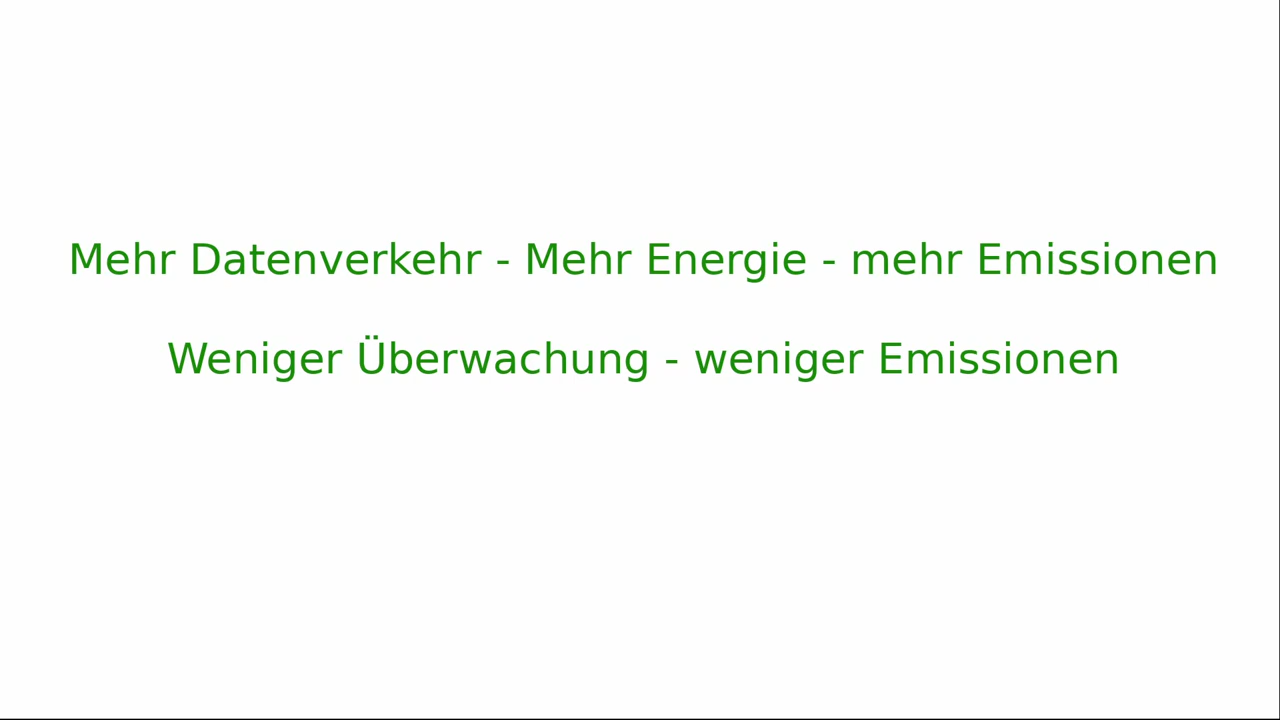 Mehr Datenverkehr - Mehr Energie - mehr Emissionen
Weniger Überwachung - weniger Emissionen